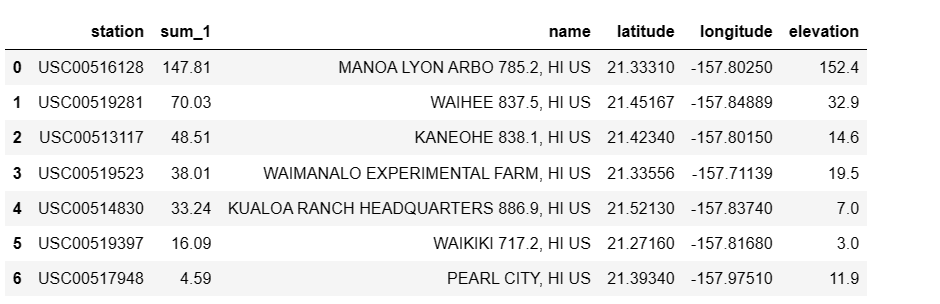 station sum_1 name latitude longitude elevation
0 USC00516128 147.81 MANOA LYON ARBO 785.2, HI US 21.33310 -157.80250 152.4
1 USC00519281 70.03 WAIHEE 837.5, HI US 21.45167 -157.84889 32.9
2 USC00513117 48.51 KANEOHE 838.1, HI US 21.42340 -157.80150 14.6
3 USC00519523 38.01 WAIMANALO EXPERIMENTAL FARM, HI US 21.33556 -157.71139 19.5
4 USC00514830 33.24 KUALOA RANCH HEADQUARTERS 886.9, HI US 21.52130 -157.83740 7.0
5 USC00519397 16.09 WAIKIKI 717.2, HI US 21.27160 -157.81680 3.0
6 USC00517948 4.59 PEARL CITY, HI US 21.39340 -157.97510 11.9